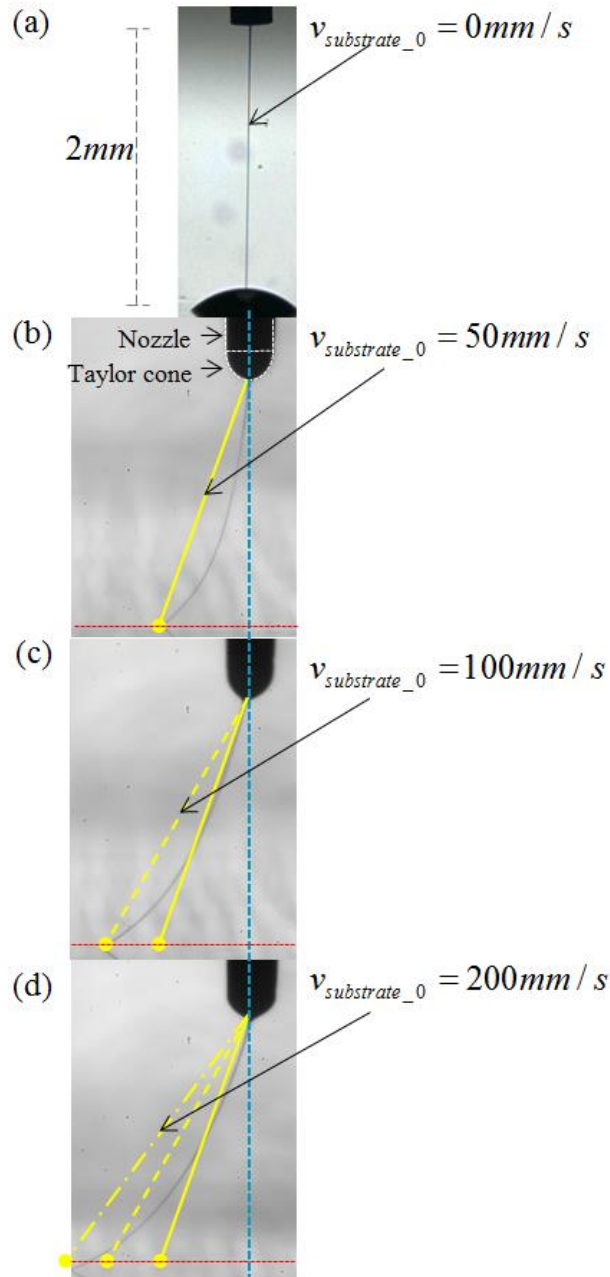 (a)
v_substrate_0 = 0mm / s
2mm
(b)
Nozzle
Taylor cone
v_substrate_0 = 50mm / s
(c)
v_substrate_0 = 100mm / s
(d)
v_substrate_0 = 200mm / s